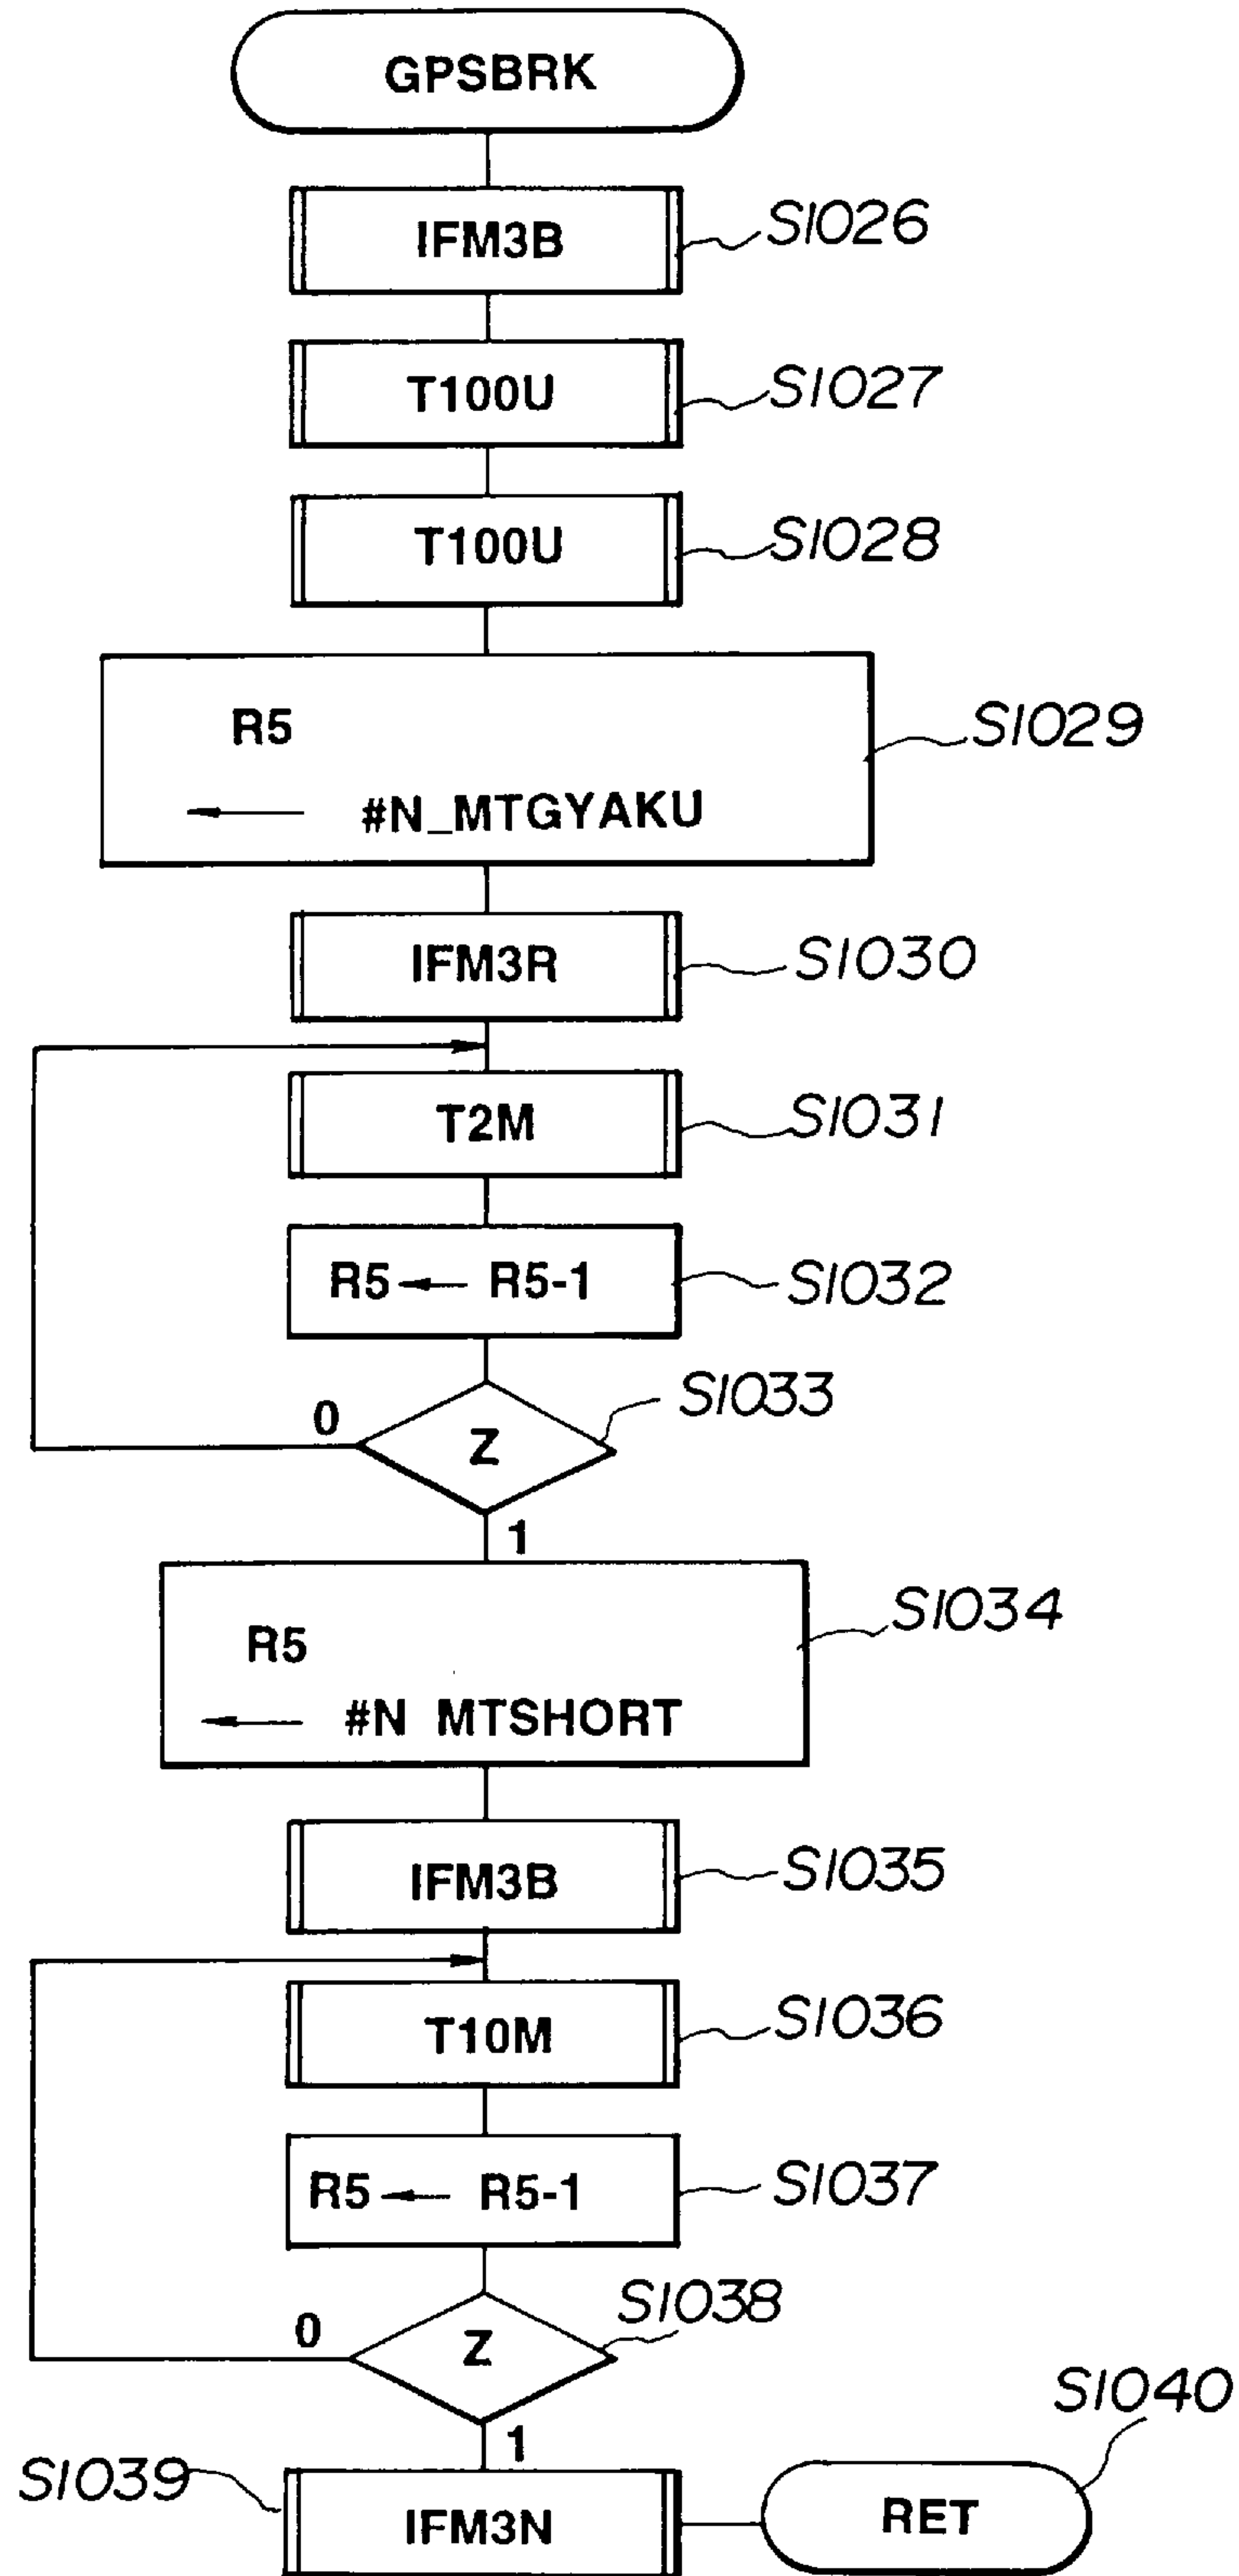 GPSBRK
IFM3B
S1026
T100U
S1027
T100U
S1028
R5
← #N_MTGYAKU
S1029
IFM3R
S1030
T2M
S1031
R5 ← R5-1
S1032
Z
S1033
0
1
R5
← #N MTSHORT
S1034
IFM3B
S1035
T10M
S1036
R5 ← R5-1
S1037
Z
S1038
0
1
S1039
IFM3N
RET
S1040